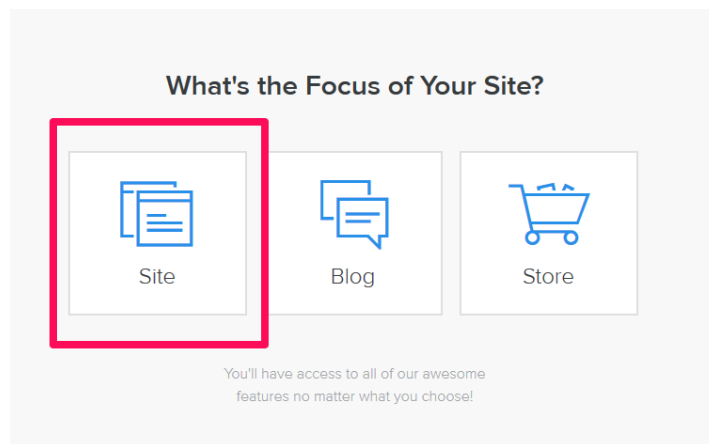 What's the Focus of Your Site?
Site
Blog
Store
You'll have access to all of our awesome
features no matter what you choose!